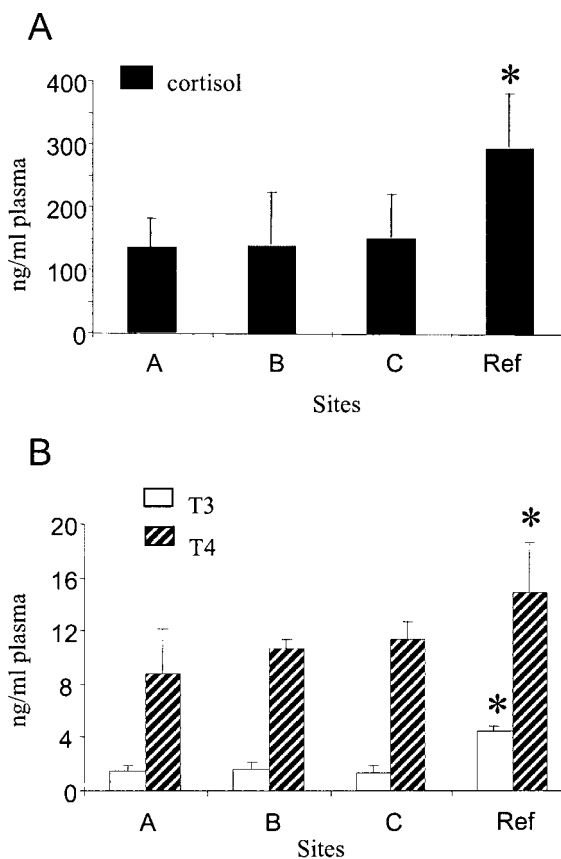 A
cortisol
*
400
300
200
100
0
ng/ml plasma
A B C Ref
Sites
B
T3
T4
*
*
20
16
12
8
4
0
ng/ml plasma
A B C Ref
Sites